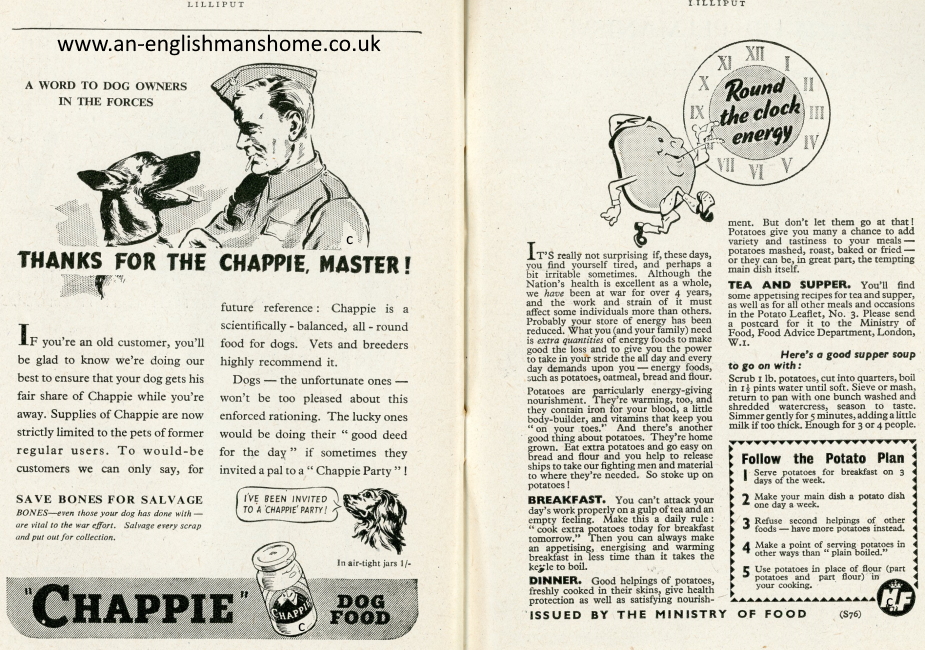 LILLIPUT
www.an-englishmanshome.co.uk
A WORD TO DOG OWNERS
IN THE FORCES
C
THANKS FOR THE CHAPPIE, MASTER!
IF you're an old customer, you'll
be glad to know we're doing our
best to ensure that your dog gets his
fair share of Chappie while you're
away. Supplies of Chappie are now
strictly limited to the pets of former
regular users. To would-be
customers we can only say, for
future reference: Chappie is a
scientifically-balanced, all-round
food for dogs. Vets and breeders
highly recommend it.
Dogs — the unfortunate ones —
won't be too pleased about this
enforced rationing. The lucky ones
would be doing their "good deed
for the day" if sometimes they
invited a pal to a "Chappie Party"!
SAVE BONES FOR SALVAGE
BONES—even those your dog has done with—
are vital to the war effort. Salvage every scrap
and put out for collection.
I'VE BEEN INVITED
TO A 'CHAPPIE' PARTY!
In air-tight jars 1/-
"CHAPPIE"
CHAPPIE
C
DOG
FOOD
LILLIPUT
XII
I
II
III
IV
V
VI
VII
IX
X
XI
Round
the clock
energy
IT'S really not surprising if, these days,
you find yourself tired, and perhaps a
bit irritable sometimes. Although the
Nation's health is excellent as a whole,
we have been at war for over 4 years,
and the work and strain of it must
affect some individuals more than others.
Probably your store of energy has been
reduced. What you (and your family) need
is extra quantities of energy foods to make
good the loss and to give you the power
to take in your stride the all day and every
day demands upon you — energy foods,
such as potatoes, oatmeal, bread and flour.
Potatoes are particularly energy-giving
nourishment. They're warming, too, and
they contain iron for your blood, a little
body-builder, and vitamins that keep you
"on your toes." And there's another
good thing about potatoes. They're home
grown. Eat extra potatoes and go easy on
bread and flour and you help to release
ships to take our fighting men and material
to where they're needed. So stoke up on
potatoes!
BREAKFAST. You can't attack your
day's work properly on a gulp of tea and an
empty feeling. Make this a daily rule:
"cook extra potatoes today for breakfast
tomorrow." Then you can always make
an appetising, energising and warming
breakfast in less time than it takes the
kettle to boil.
DINNER. Good helpings of potatoes,
freshly cooked in their skins, give health
protection as well as satisfying nourish-
ment. But don't let them go at that!
Potatoes give you many a chance to add
variety and tastiness to your meals —
potatoes mashed, roast, baked or fried —
or they can be, in great part, the tempting
main dish itself.
TEA AND SUPPER. You'll find
some appetising recipes for tea and supper,
as well as for all other meals and occasions
in the Potato Leaflet, No. 3. Please send
a postcard for it to the Ministry of
Food, Food Advice Department, London,
W.1.
Here's a good supper soup
to go on with:
Scrub 1 lb. potatoes, cut into quarters, boil
in 1½ pints water until soft. Sieve or mash,
return to pan with one bunch washed and
shredded watercress, season to taste.
Simmer gently for 5 minutes, adding a little
milk if too thick. Enough for 3 or 4 people.
Follow the Potato Plan
1 Serve potatoes for breakfast on 3
days of the week.
2 Make your main dish a potato dish
one day a week.
3 Refuse second helpings of other
foods — have more potatoes instead.
4 Make a point of serving potatoes in
other ways than "plain boiled."
5 Use potatoes in place of flour (part
potatoes and part flour) in
your cooking.
ISSUED BY THE MINISTRY OF FOOD (S76)